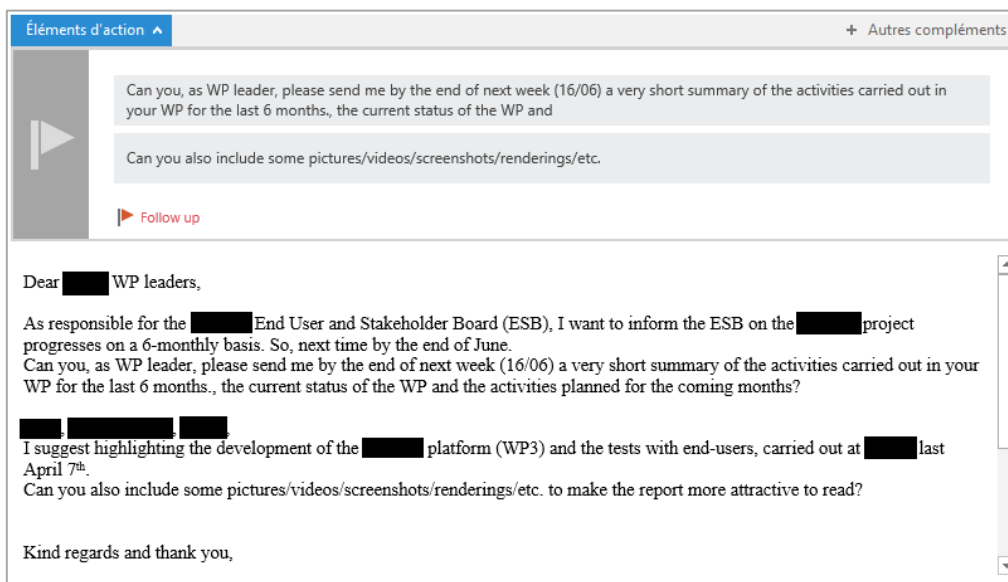 Éléments d'action
+ Autres compléments
Can you, as WP leader, please send me by the end of next week (16/06) a very short summary of the activities carried out in
your WP for the last 6 months., the current status of the WP and
Can you also include some pictures/videos/screenshots/renderings/etc.
Follow up
Dear WP leaders,
As responsible for the End User and Stakeholder Board (ESB), I want to inform the ESB on the project
progresses on a 6-monthly basis. So, next time by the end of June.
Can you, as WP leader, please send me by the end of next week (16/06) a very short summary of the activities carried out in your
WP for the last 6 months., the current status of the WP and the activities planned for the coming months?
, , ,
I suggest highlighting the development of the platform (WP3) and the tests with end-users, carried out at last
April 7th.
Can you also include some pictures/videos/screenshots/renderings/etc. to make the report more attractive to read?
Kind regards and thank you,